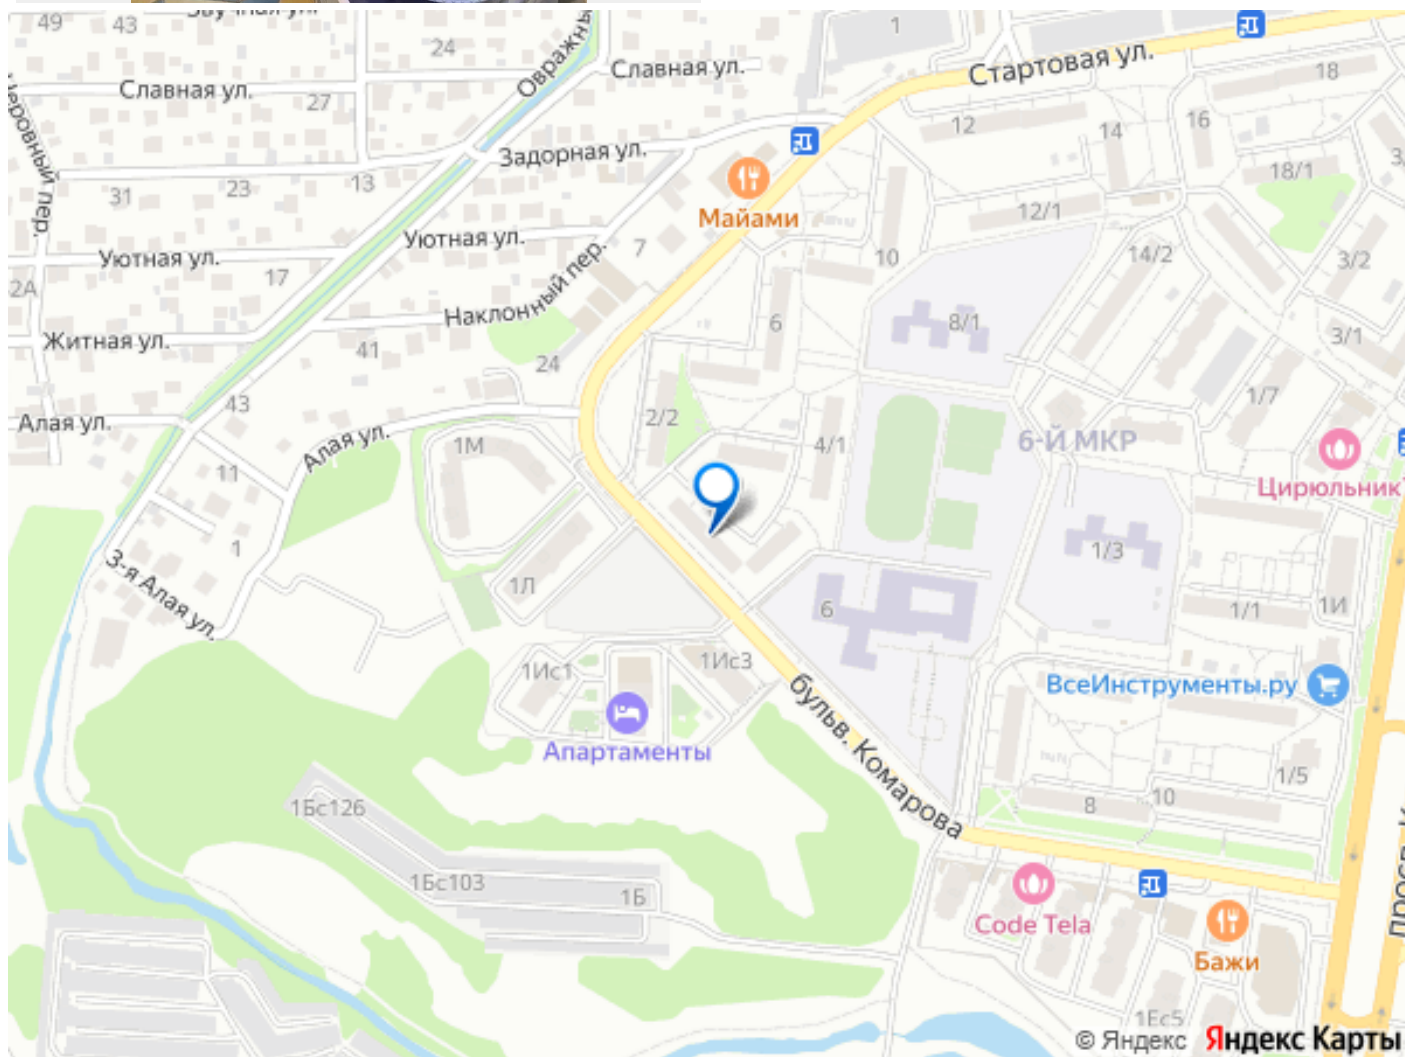 49
43
24
1
Овражны
Славная ул.
Стартовая ул.
18
Славная ул.
27
12
14
16
Задорная ул.
18/1
31
23
13
Майами
12/1
Уютная ул.
7
10
14/2
3/2
Уютная ул.
17
2А
Наклонный пер.
6
8/1
3/1
Житная ул.
41
24
1/7
43
Алая ул.
2/2
4/1
6-Й МКР
Алая ул.
1М
11
Цирюльникъ
1
1Л
1/3
3-я Алая ул.
6
1/1
1И
1Ис1
1Ис3
ВсеИнструменты.ру
бульв. Комарова
Апартаменты
1/5
8
10
1Бс126
1Бс103
1Б
Code Tela
Бажи
1Ес5
© Яндекс Яндекс Карты